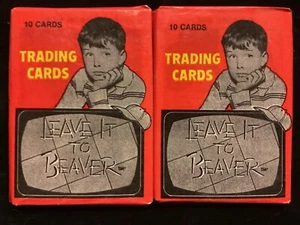 10 CARDS
TRADING
CARDS
LEAVE IT
TO
BEAVER
10 CARDS
TRADING
CARDS
LEAVE IT
TO
BEAVER